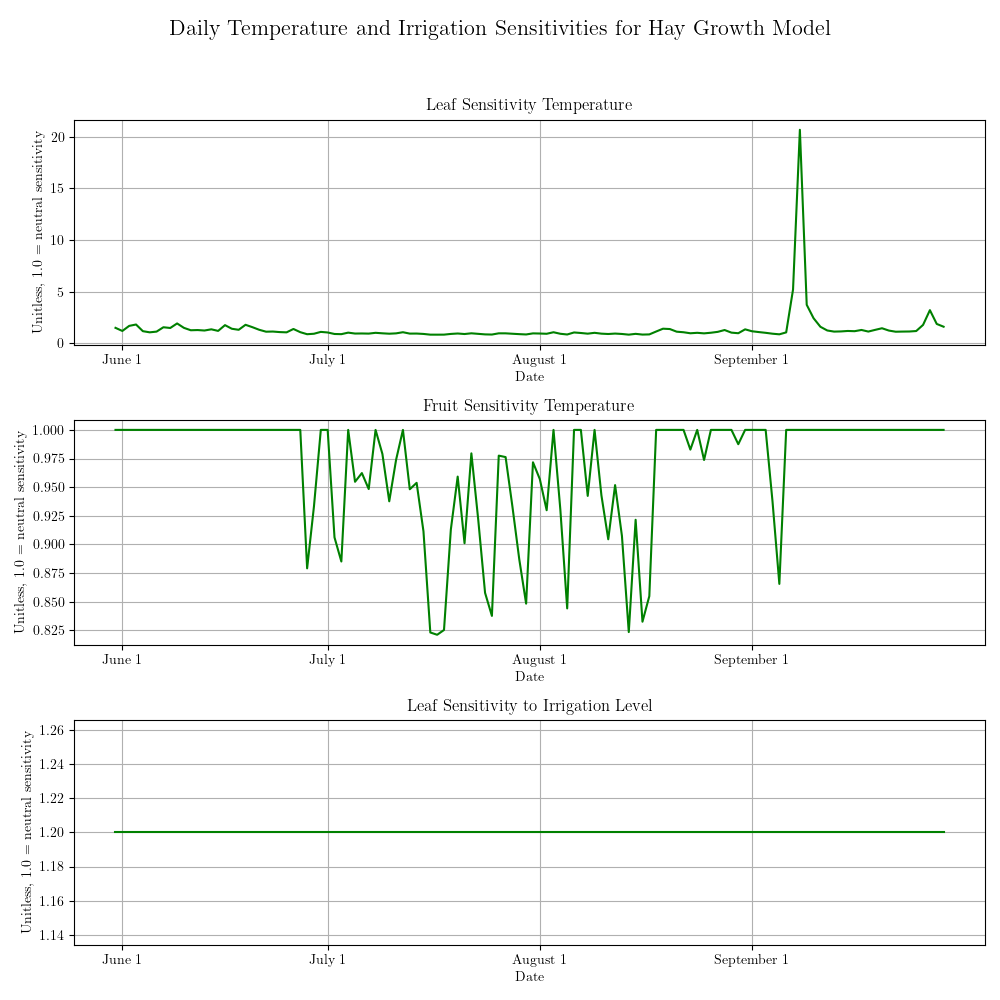 Daily Temperature and Irrigation Sensitivities for Hay Growth Model
Leaf Sensitivity Temperature
Unitless, 1.0 = neutral sensitivity
20
15
10
5
0
June 1 July 1 August 1 September 1
Date
Fruit Sensitivity Temperature
Unitless, 1.0 = neutral sensitivity
1.000
0.975
0.950
0.925
0.900
0.875
0.850
0.825
June 1 July 1 August 1 September 1
Date
Leaf Sensitivity to Irrigation Level
Unitless, 1.0 = neutral sensitivity
1.26
1.24
1.22
1.20
1.18
1.16
1.14
June 1 July 1 August 1 September 1
Date